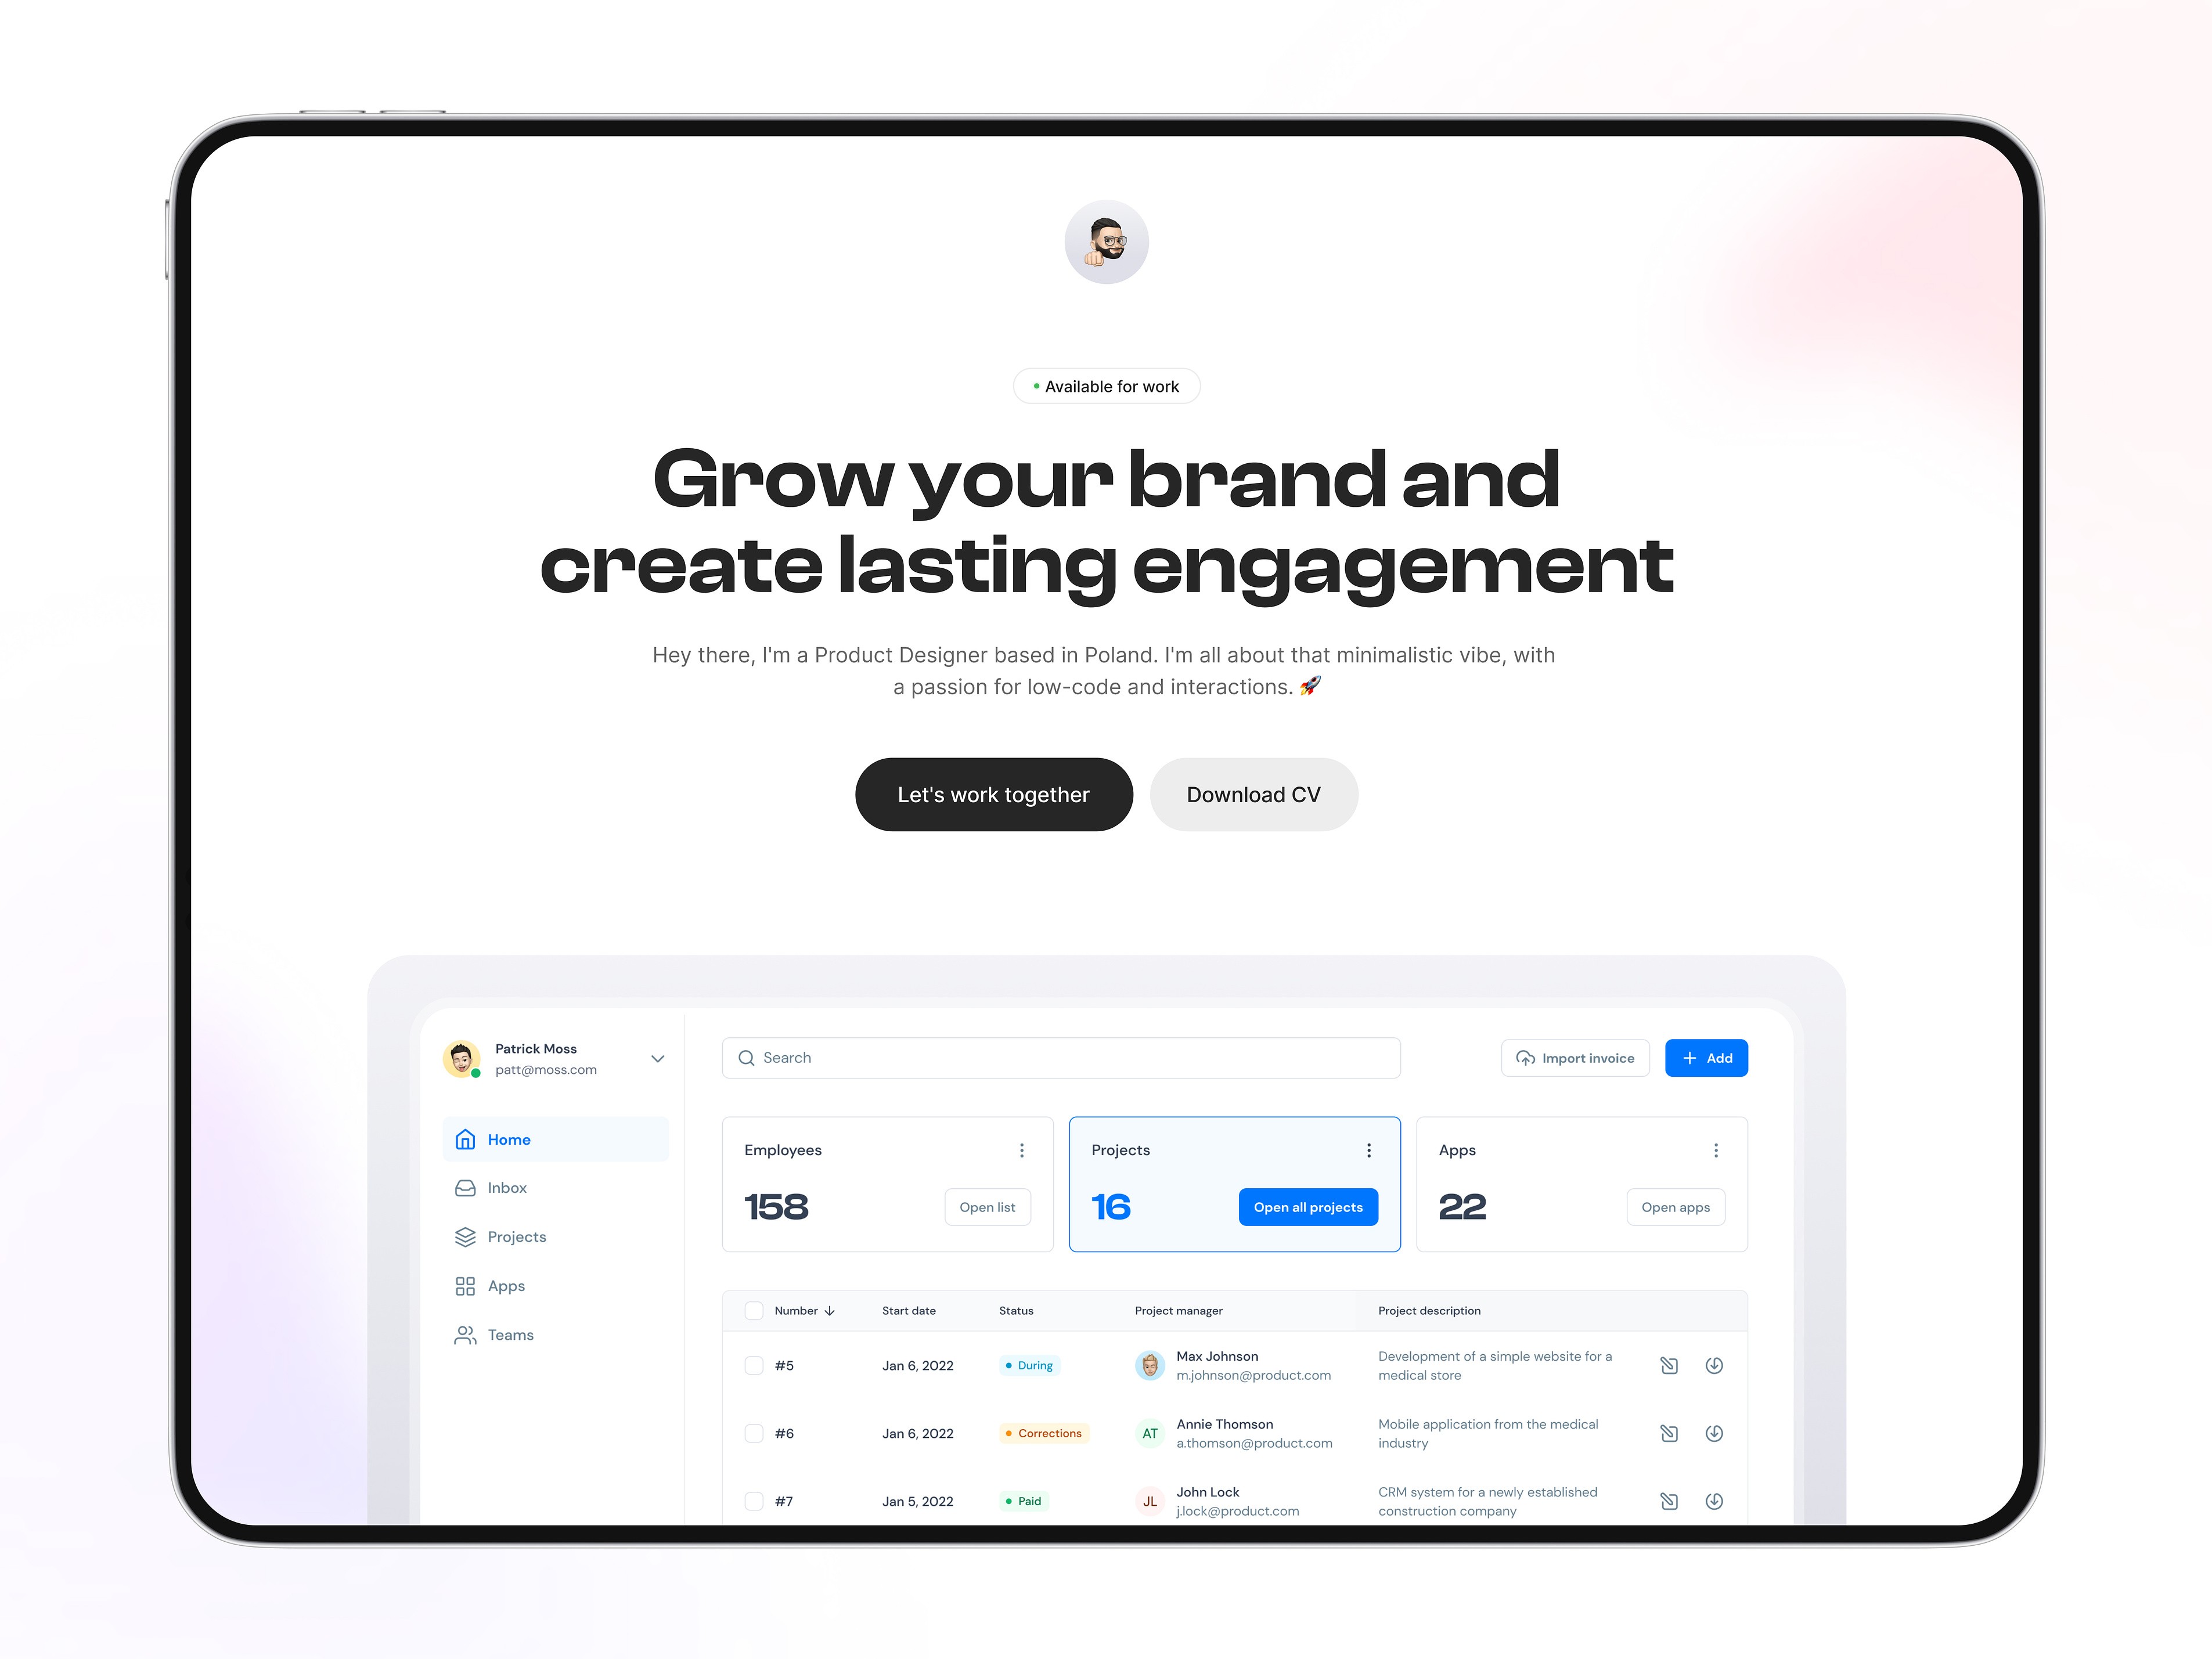 Available for work
Grow your brand and
create lasting engagement
Hey there, I'm a Product Designer based in Poland. I'm all about that minimalistic vibe, with
a passion for low-code and interactions. 🚀
Let's work together
Download CV
Patrick Moss
patt@moss.com
Home
Inbox
Projects
Apps
Teams
Search
Import invoice
Add
Employees
158
Open list
Projects
16
Open all projects
Apps
22
Open apps
Number
Start date
Status
Project manager
Project description
#5
Jan 6, 2022
During
Max Johnson
m.johnson@product.com
Development of a simple website for a
medical store
#6
Jan 6, 2022
Corrections
AT
Annie Thomson
a.thomson@product.com
Mobile application from the medical
industry
#7
Jan 5, 2022
Paid
JL
John Lock
j.lock@product.com
CRM system for a newly established
construction company